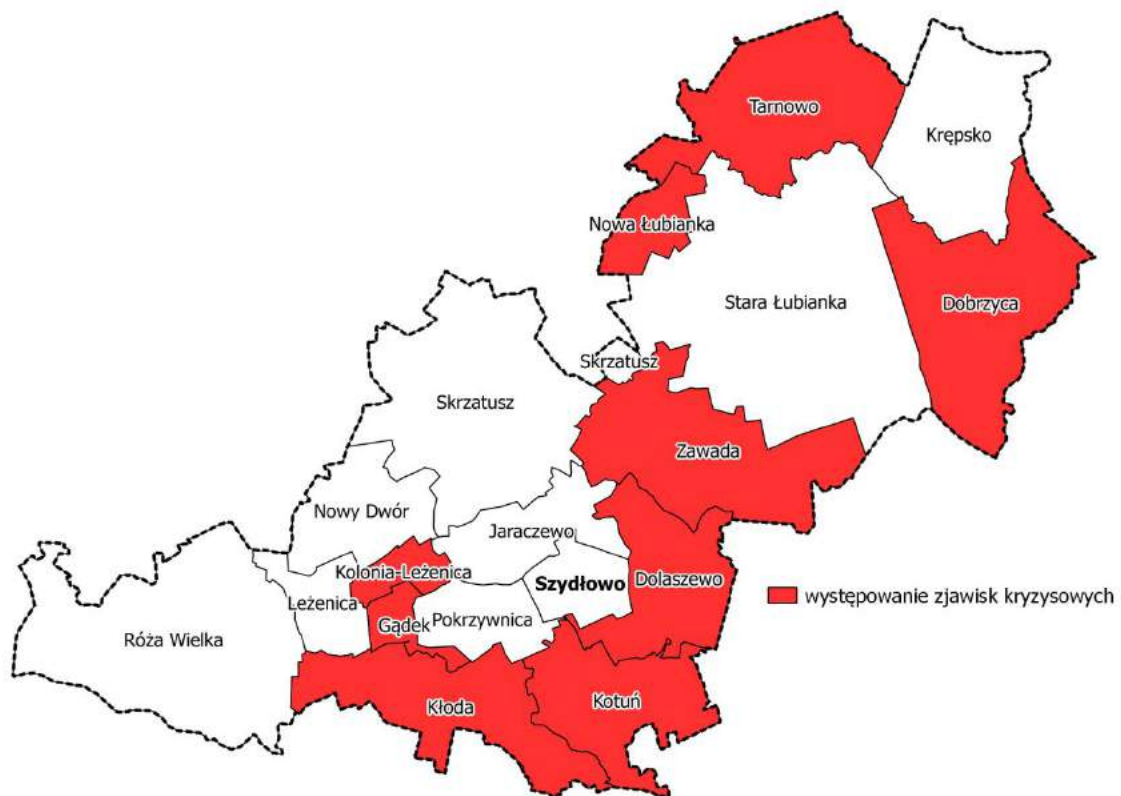 Tarnowo
Krępsko
Nowa Łubianka
Stara Łubianka
Dobrzyca
Skrzatusz
Skrzatusz
Zawada
Nowy Dwór
Jaraczewo
Kolonia-Leżenica
Szydłowo
Dolaszewo
Leżenica
występowanie zjawisk kryzysowych
Gądek
Pokrzywnica
Róża Wielka
Kłoda
Kotuń